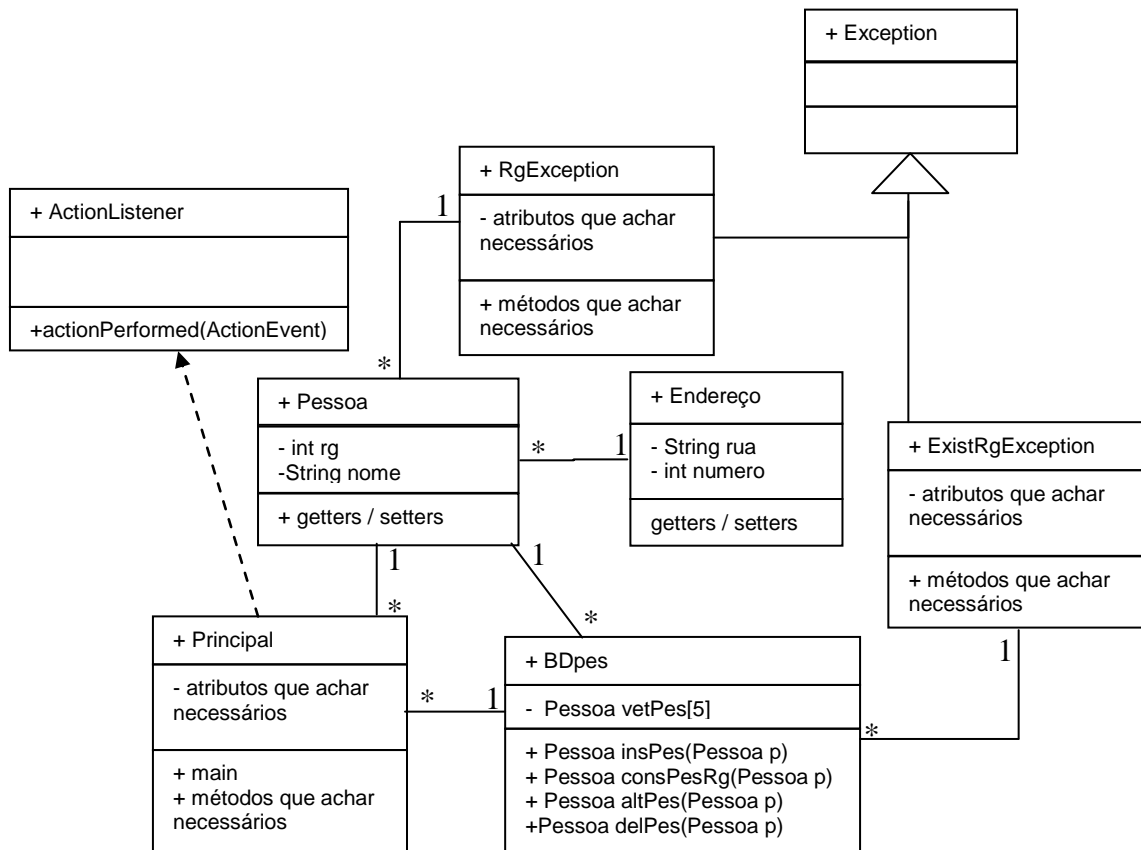 + Exception
+ RgException
- atributos que achar
necessários
+ métodos que achar
necessários
1
*
+ ActionListener
+actionPerformed(ActionEvent)
+ Pessoa
- int rg
-String nome
+ getters / setters
*
1
+ Endereço
- String rua
- int numero
getters / setters
+ ExistRgException
- atributos que achar
necessários
+ métodos que achar
necessários
1
*
1
*
+ Principal
- atributos que achar
necessários
+ main
+ métodos que achar
necessários
*
1
+ BDpes
- Pessoa vetPes[5]
+ Pessoa insPes(Pessoa p)
+ Pessoa consPesRg(Pessoa p)
+ Pessoa altPes(Pessoa p)
+Pessoa delPes(Pessoa p)
1
*